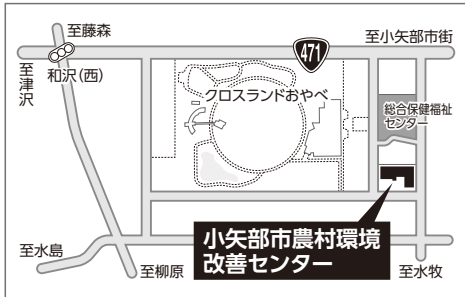 至藤森
471
至小矢部市街
至津沢
和沢(西)
クロスランドおやべ
総合保健福祉
センター
小矢部市農村環境
改善センター
至水島
至柳原
至水牧